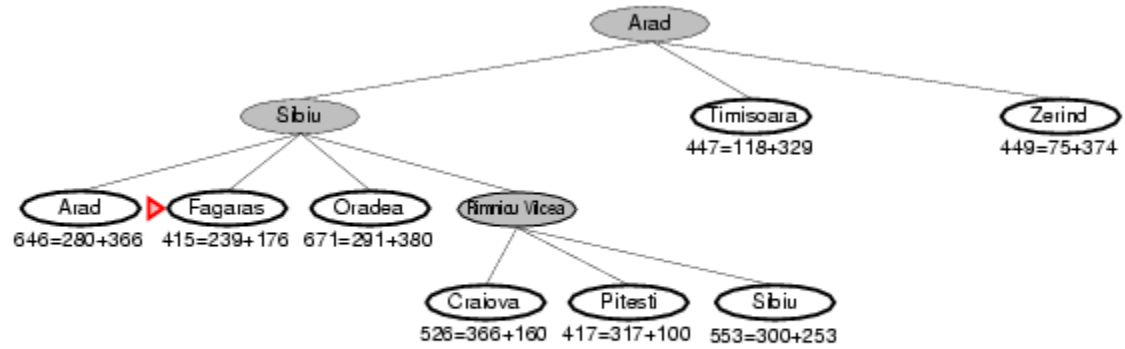 Arad
Sibiu
Timisoara
Zerind
447=118+329
449=75+374
Arad
Fagaras
Oradea
Rimnicu Vilcea
646=280+366
415=239+176
671=291+380
Craiova
Pitesti
Sibiu
526=366+160
417=317+100
553=300+253